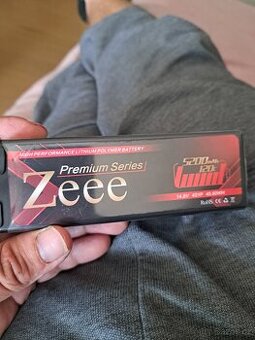 HIGH PERFORMANCE LITHIUM POLYMER BATTERY
Premium Series
Zeee
5200mAh
120c
14.8V 4S1P
RoHS CE